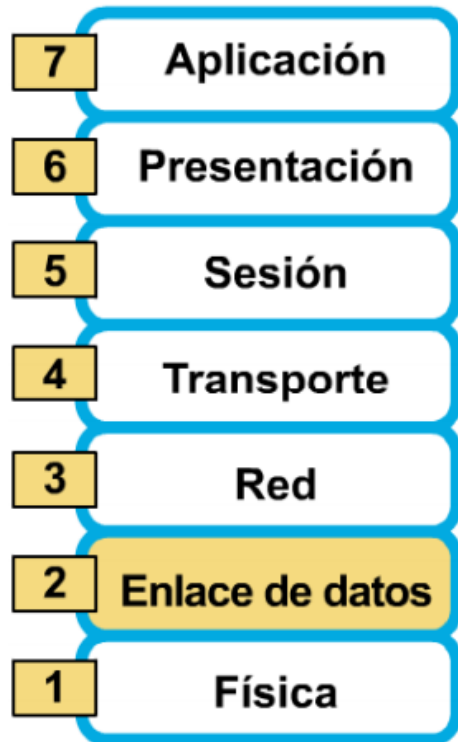 7 Aplicación
6 Presentación
5 Sesión
4 Transporte
3 Red
2 Enlace de datos
1 Física